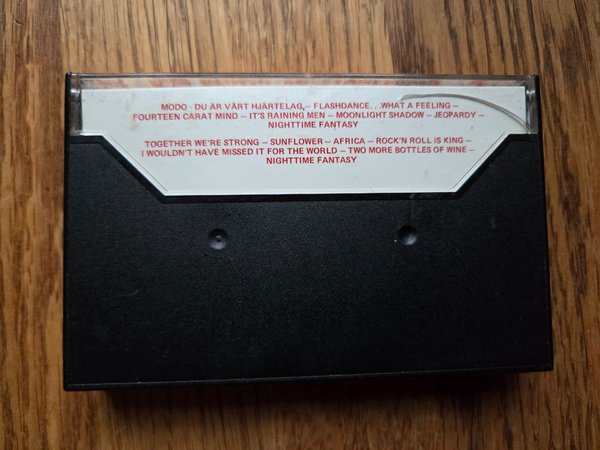 MODO - DU ÄR VÅRT HJÄRTELAG, – FLASHDANCE. . .WHAT A FEELING –
FOURTEEN CARAT MIND – IT'S RAINING MEN – MOONLIGHT SHADOW – JEOPARDY –
NIGHTTIME FANTASY
TOGETHER WE'RE STRONG – SUNFLOWER – AFRICA – ROCK'N ROLL IS KING –
I WOULDN'T HAVE MISSED IT FOR THE WORLD – TWO MORE BOTTLES OF WINE –
NIGHTTIME FANTASY